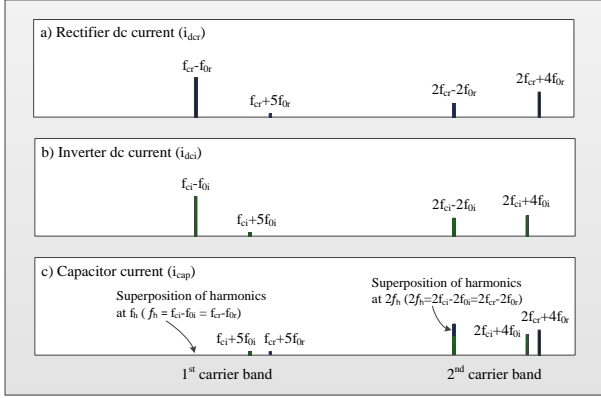 a) Rectifier dc current (idcr)
fcr-f0r
fcr+5f0r
2fcr-2f0r
2fcr+4f0r
b) Inverter dc current (idci)
fci-f0i
fci+5f0i
2fci-2f0i
2fci+4f0i
c) Capacitor current (icap)
Superposition of harmonics
at fh ( fh = fci-f0i = fcr-f0r)
Superposition of harmonics
at 2fh (2fh=2fci-2f0i=2fcr-2f0r)
fci+5f0i
fcr+5f0r
2fci+4f0i
2fcr+4f0r
1st carrier band
2nd carrier band